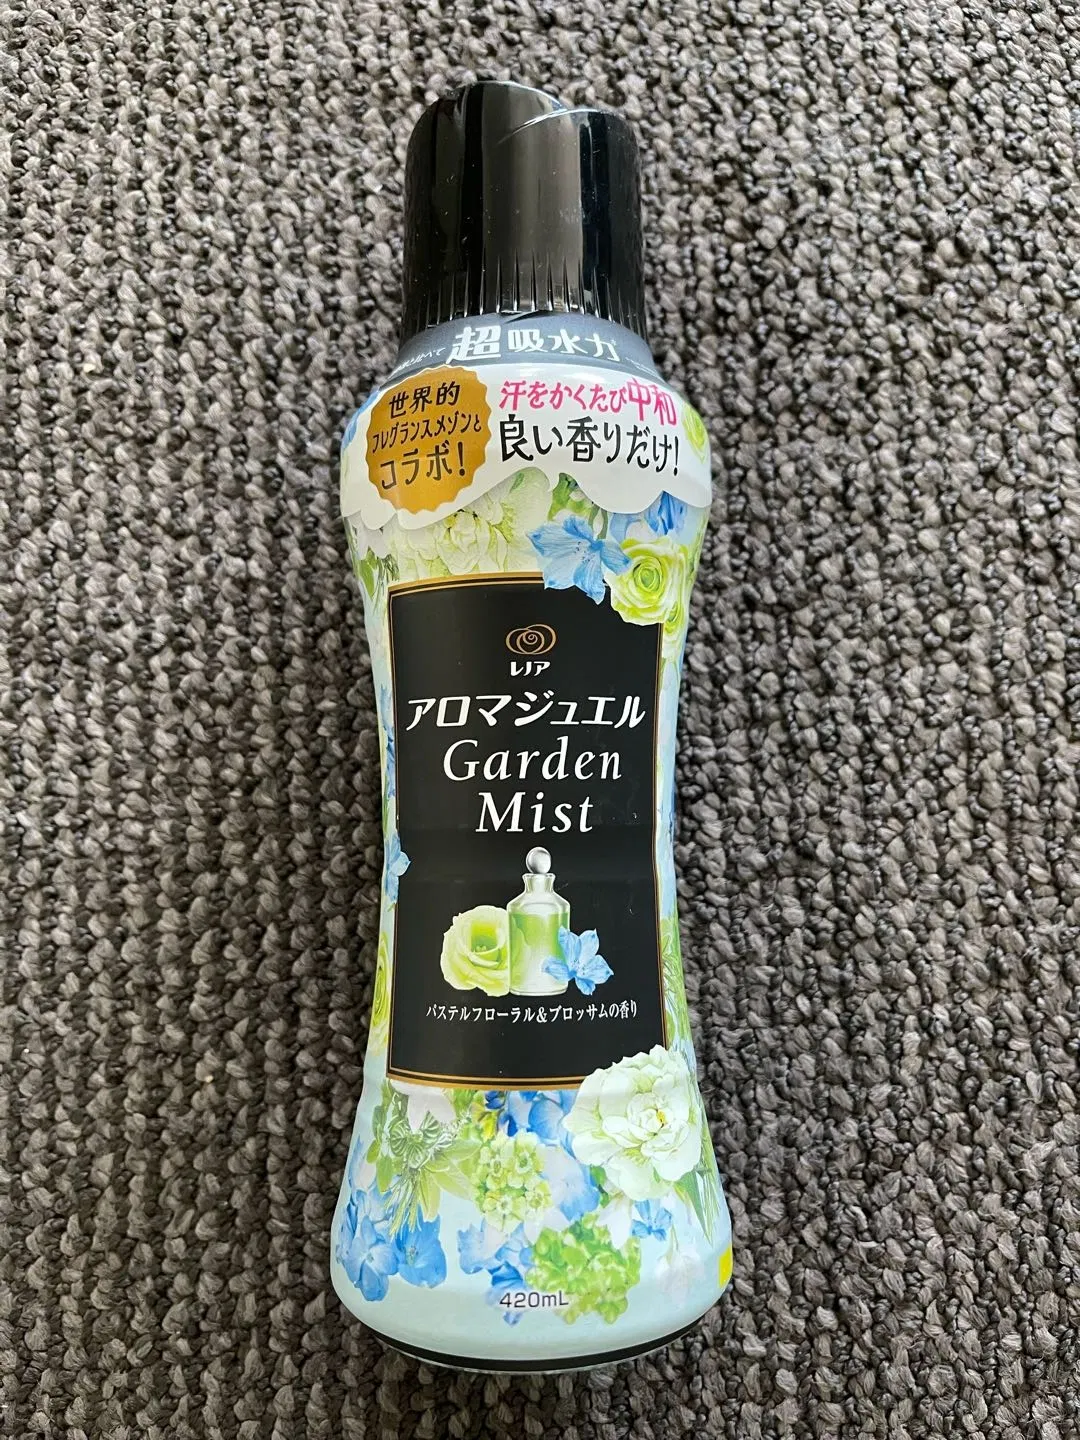 超吸水力
世界的
フレグランスメゾンと
コラボ!
汗をかくたび中和
良い香りだけ!
レノア
アロマジュエル
Garden
Mist
パステルフローラル&ブロッサムの香り
420mL